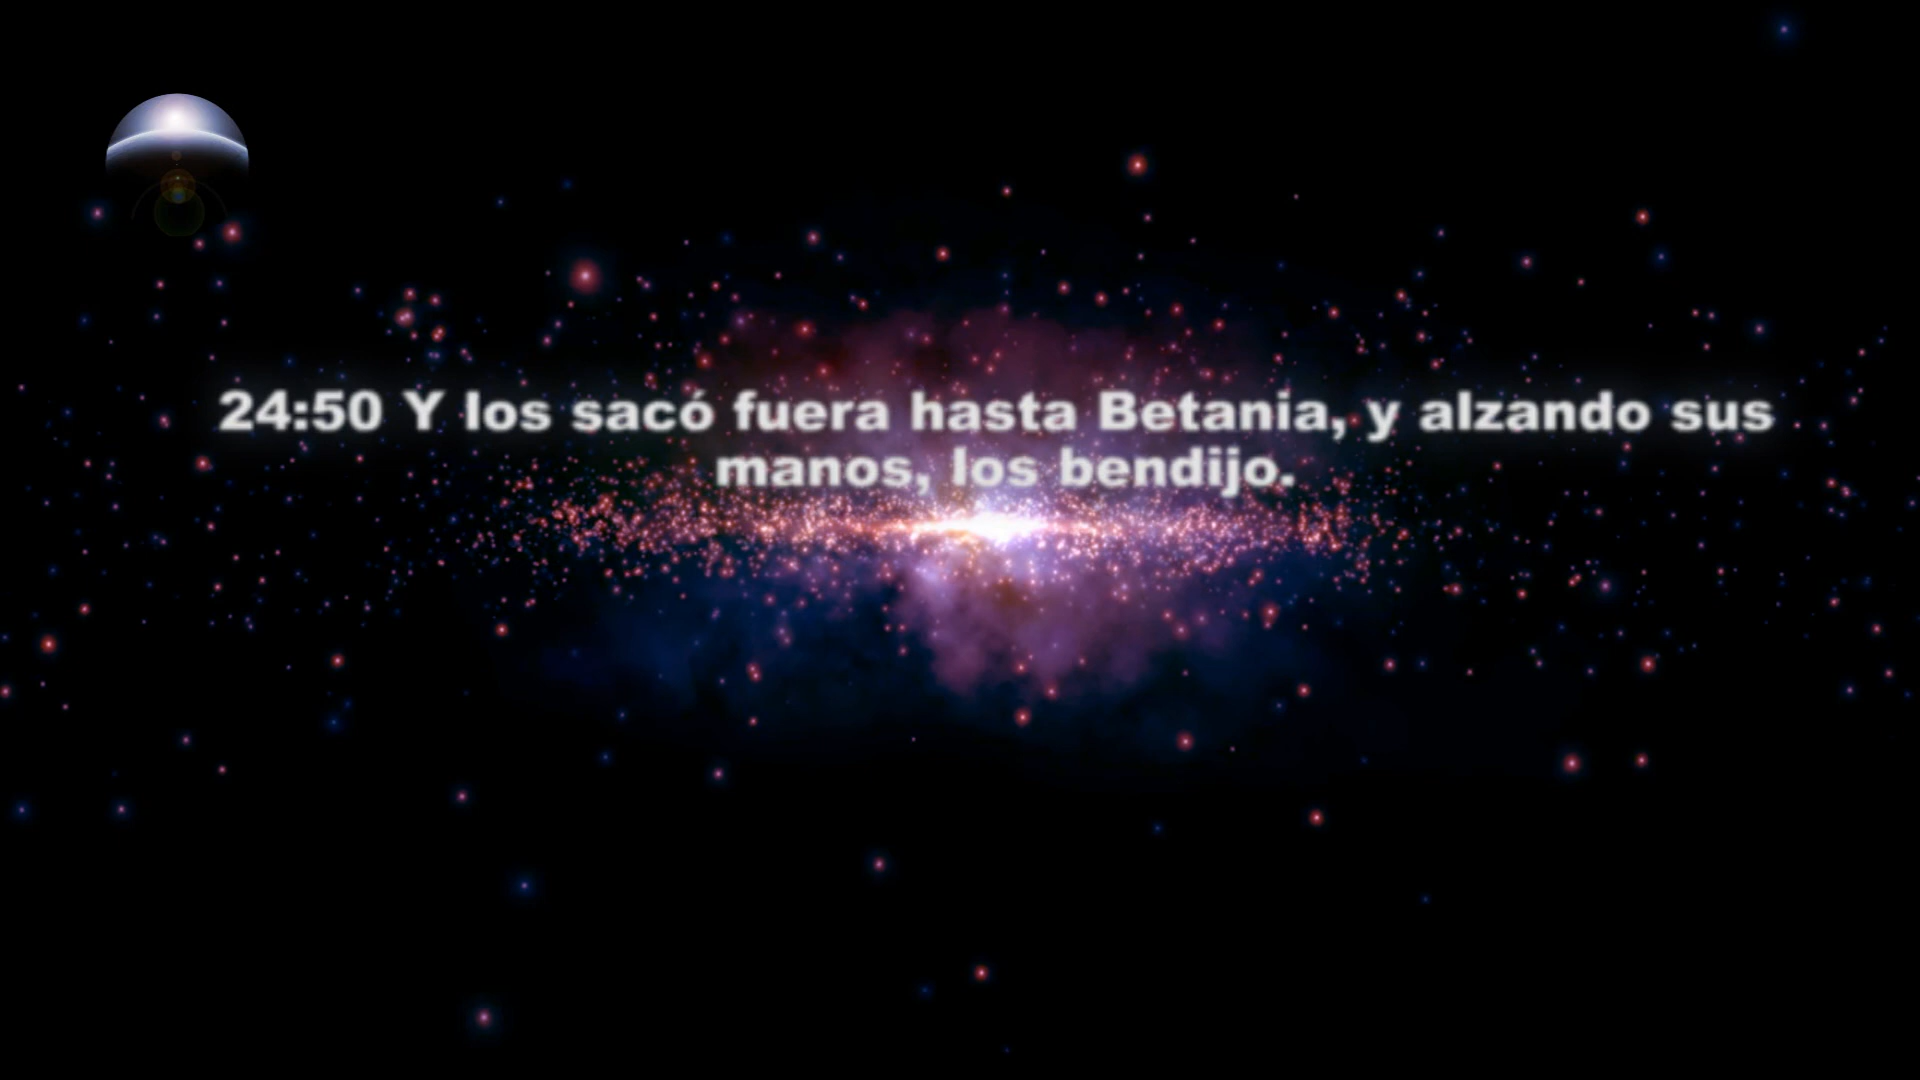 24:50 Y los sacó fuera hasta Betania, y alzando sus
manos, los bendijo.